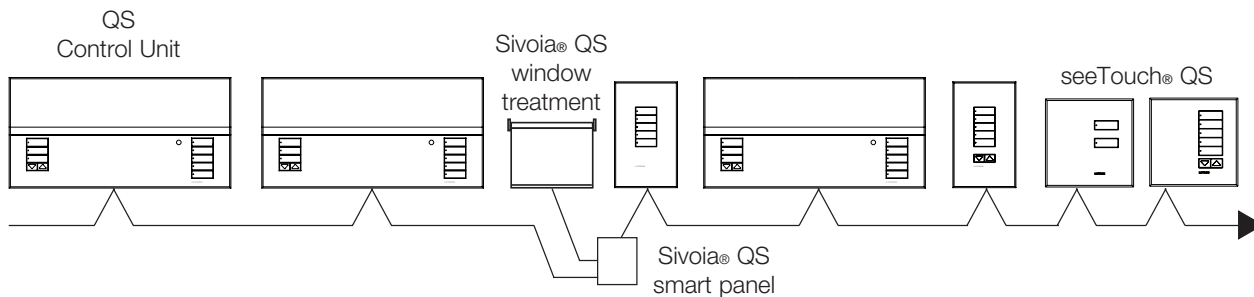 QS
Control Unit
Sivoia® QS
window
treatment
seeTouch® QS
Sivoia® QS
smart panel